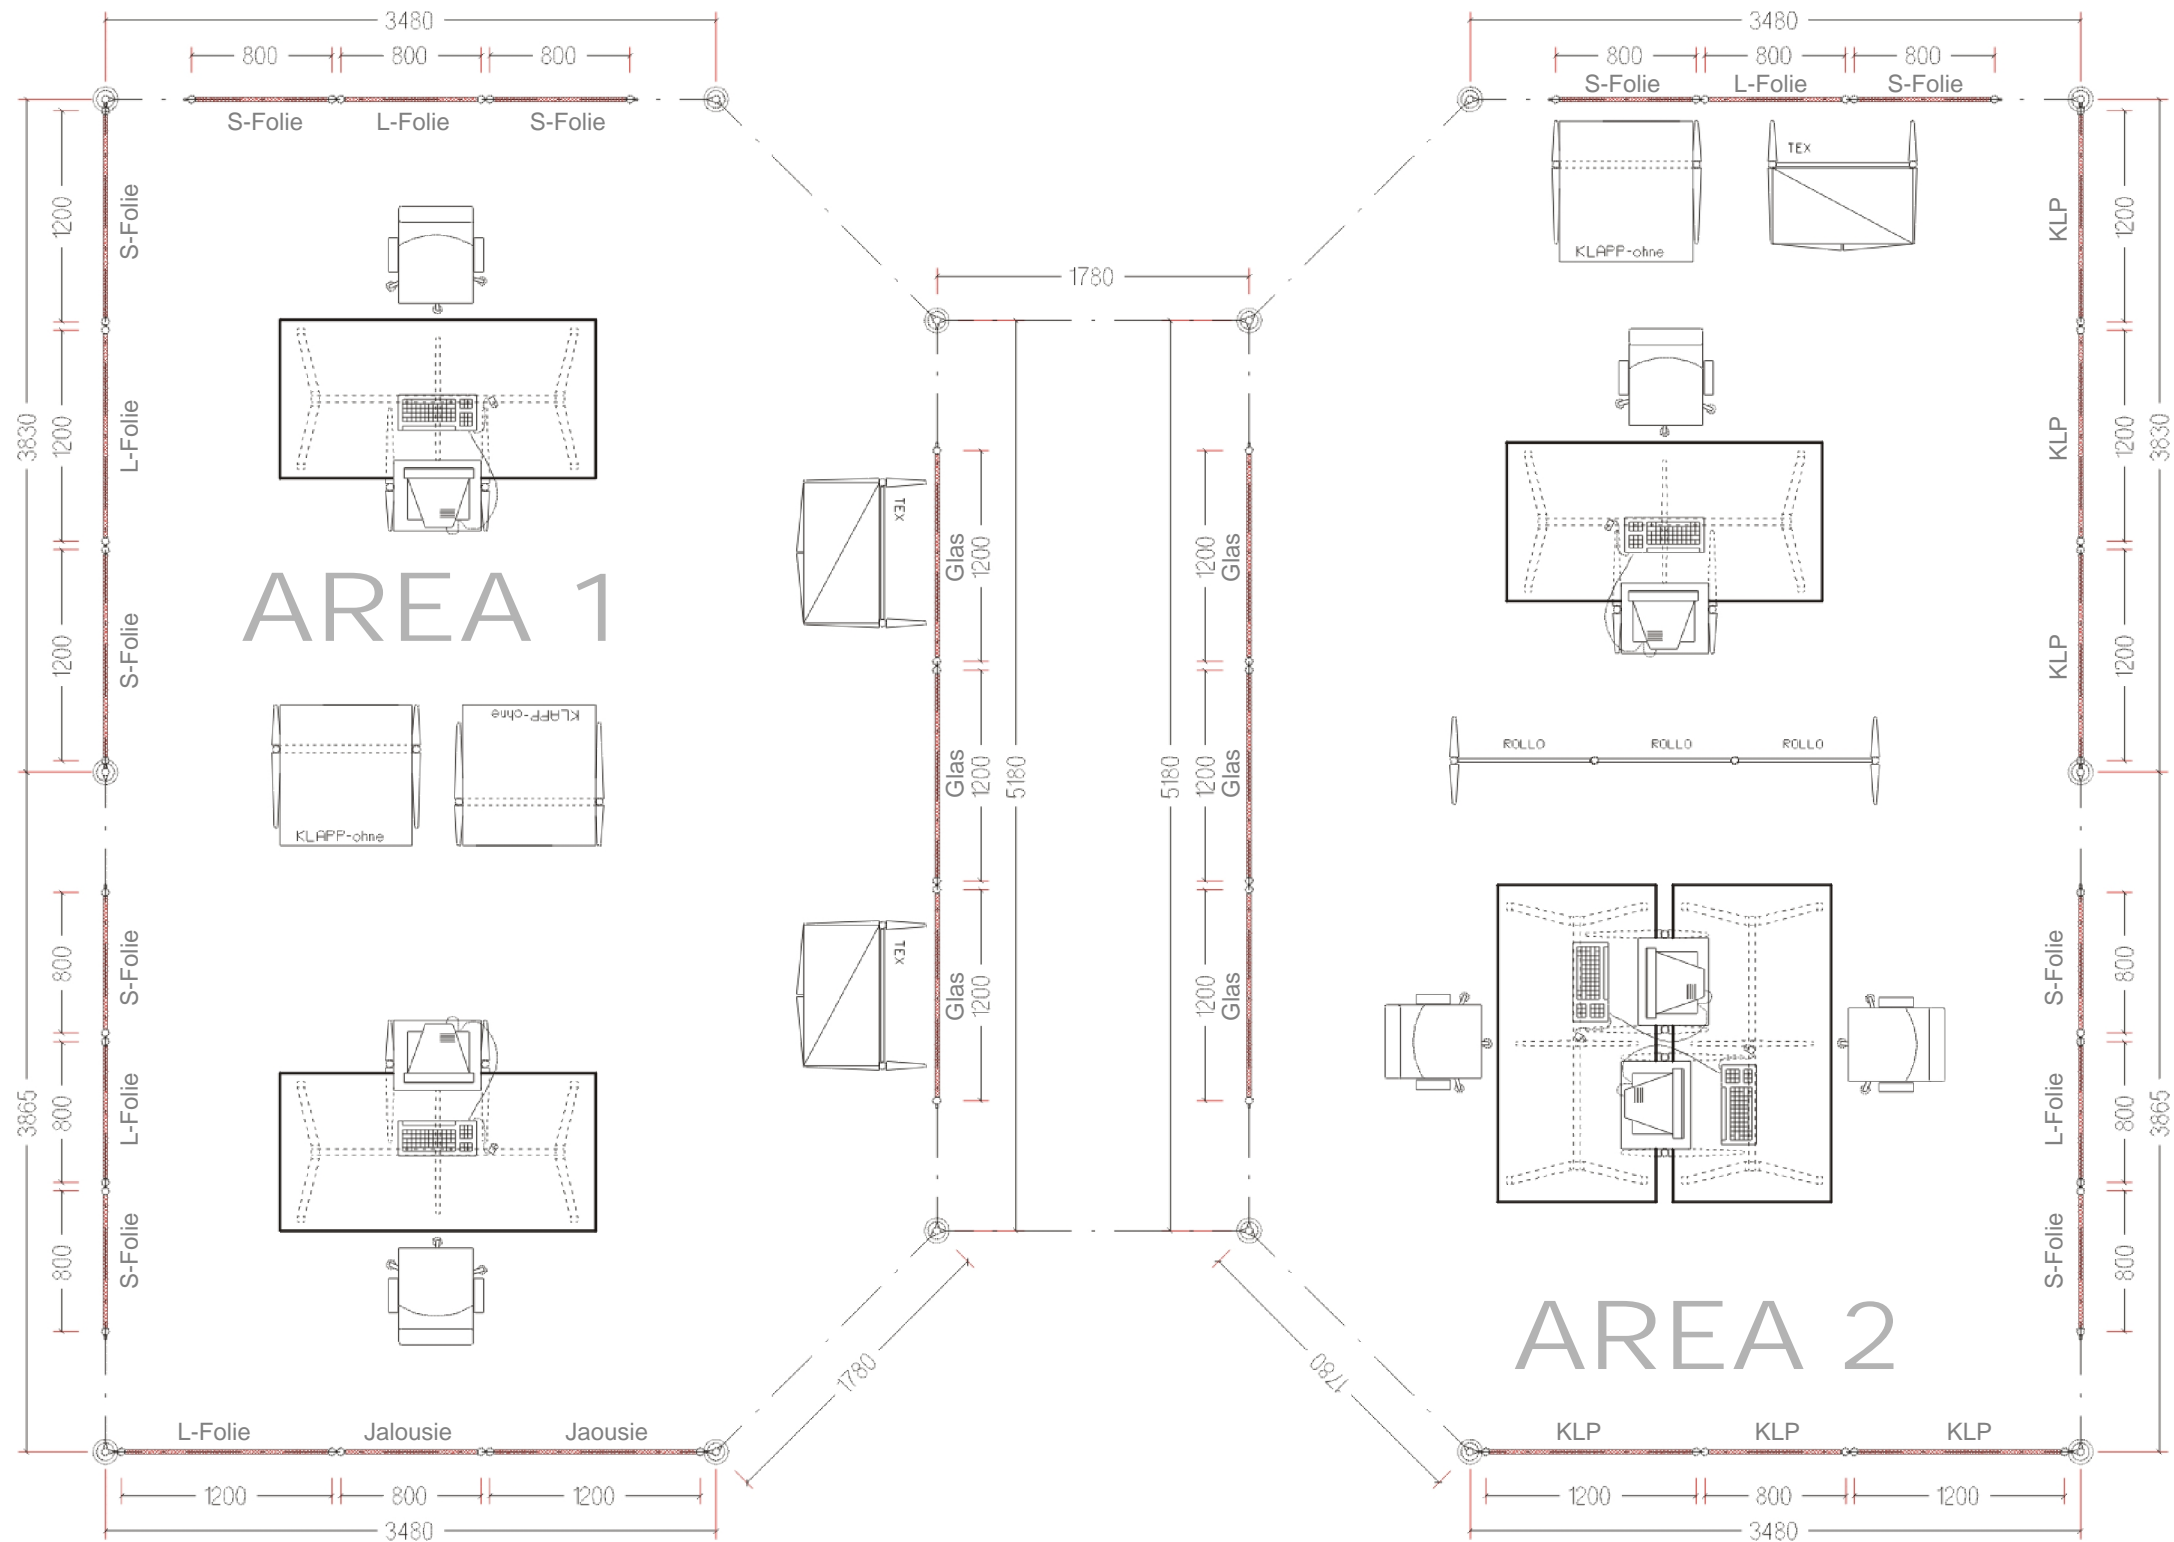 3480
3480
800 800 800
800 800 800
S-Folie L-Folie S-Folie
S-Folie L-Folie S-Folie
TEX
KLAPP-ohne
1200
S-Folie
KLP
1200
1780
3830
1200
L-Folie
KLP
1200
3830
TEX
Glas
1200
1200
Glas
AREA 1
1200
S-Folie
KLP
1200
KLAPP-ohne
KLAPP-ohne
ROLLO ROLLO ROLLO
Glas
1200
5180
5180
1200
Glas
TEX
800
S-Folie
S-Folie
800
Glas
1200
1200
Glas
3865
800
L-Folie
L-Folie
800
3865
800
S-Folie
S-Folie
800
AREA 2
1780
1780
L-Folie Jalousie Jaousie
KLP KLP KLP
1200 800 1200
1200 800 1200
3480
3480